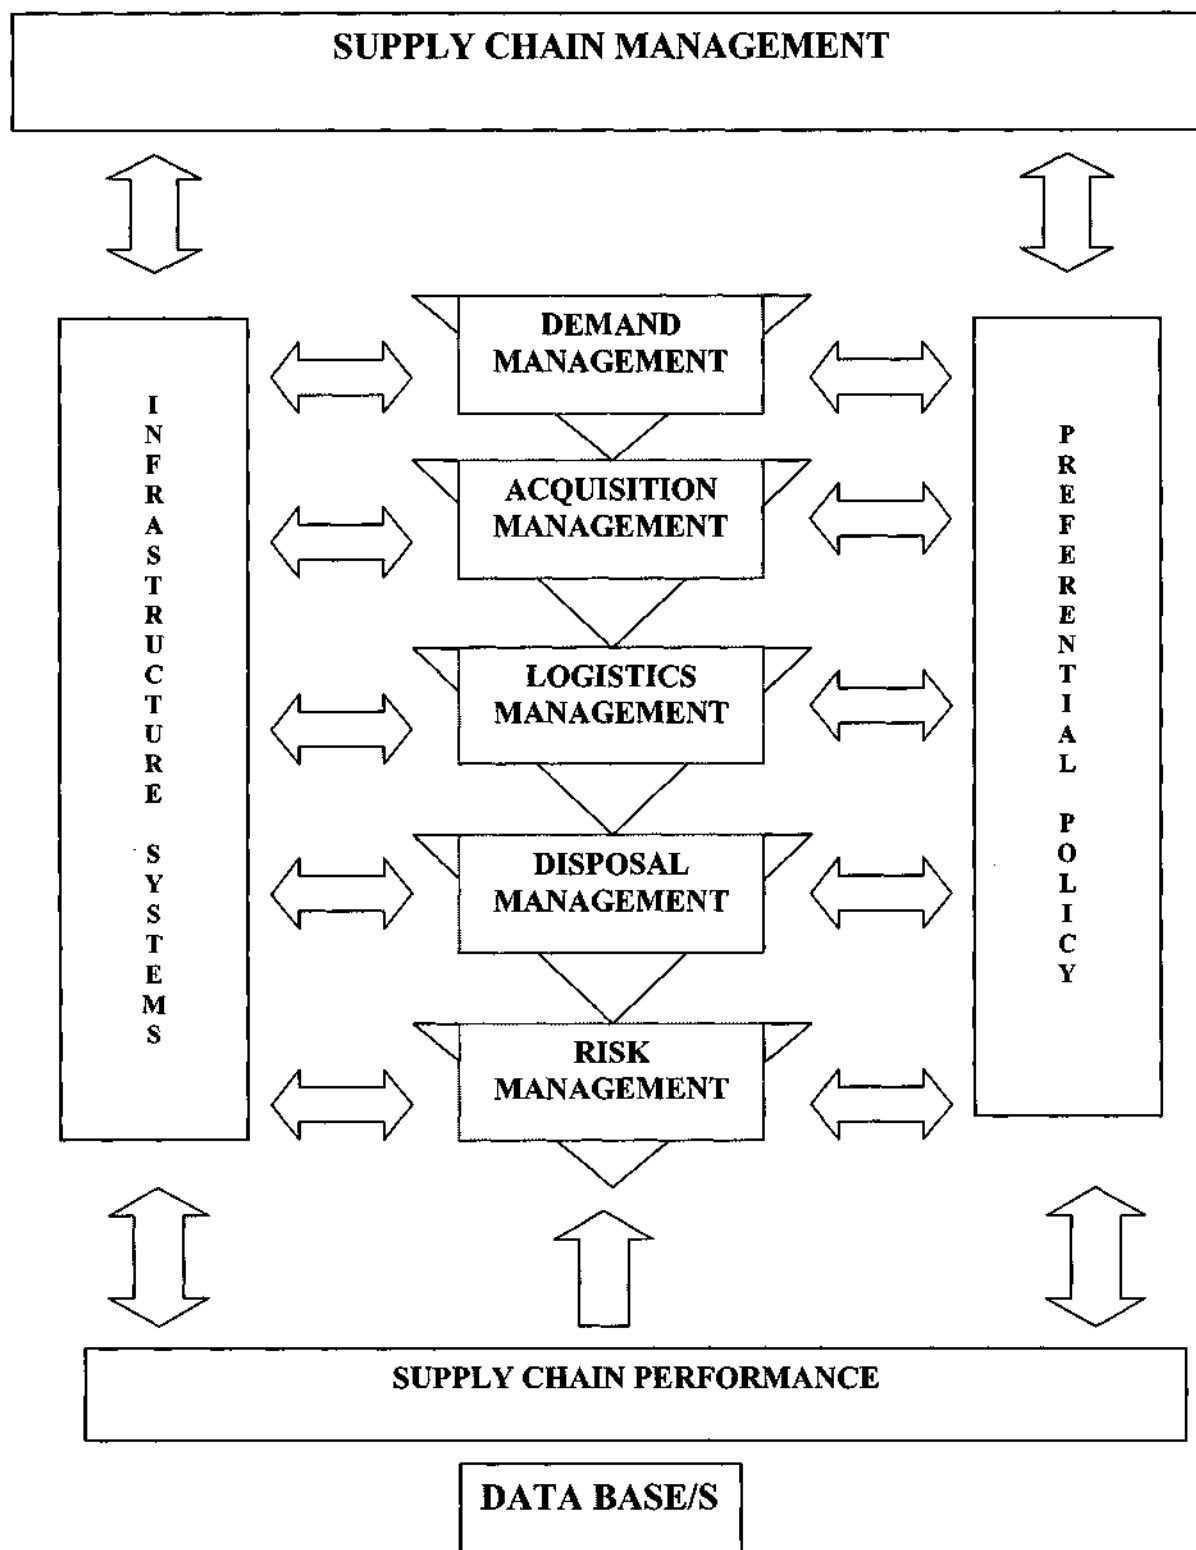 SUPPLY CHAIN MANAGEMENT
INFRASTRUCTURE SYSTEMS
DEMAND
MANAGEMENT
ACQUISITION
MANAGEMENT
LOGISTICS
MANAGEMENT
DISPOSAL
MANAGEMENT
RISK
MANAGEMENT
PREFERENTIAL POLICY
SUPPLY CHAIN PERFORMANCE
DATA BASE/S